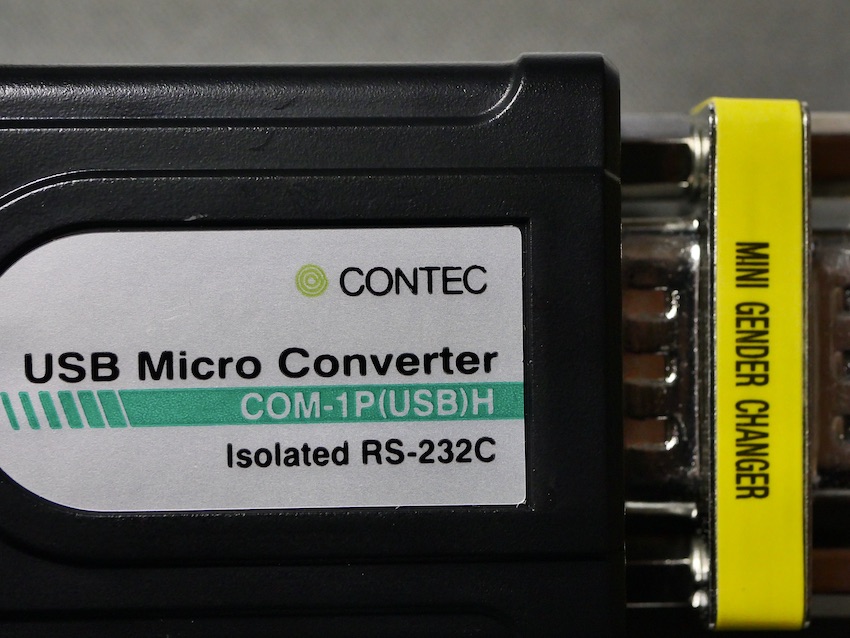 CONTEC
USB Micro Converter
COM-1P(USB)H
Isolated RS-232C
MINI GENDER CHANGER